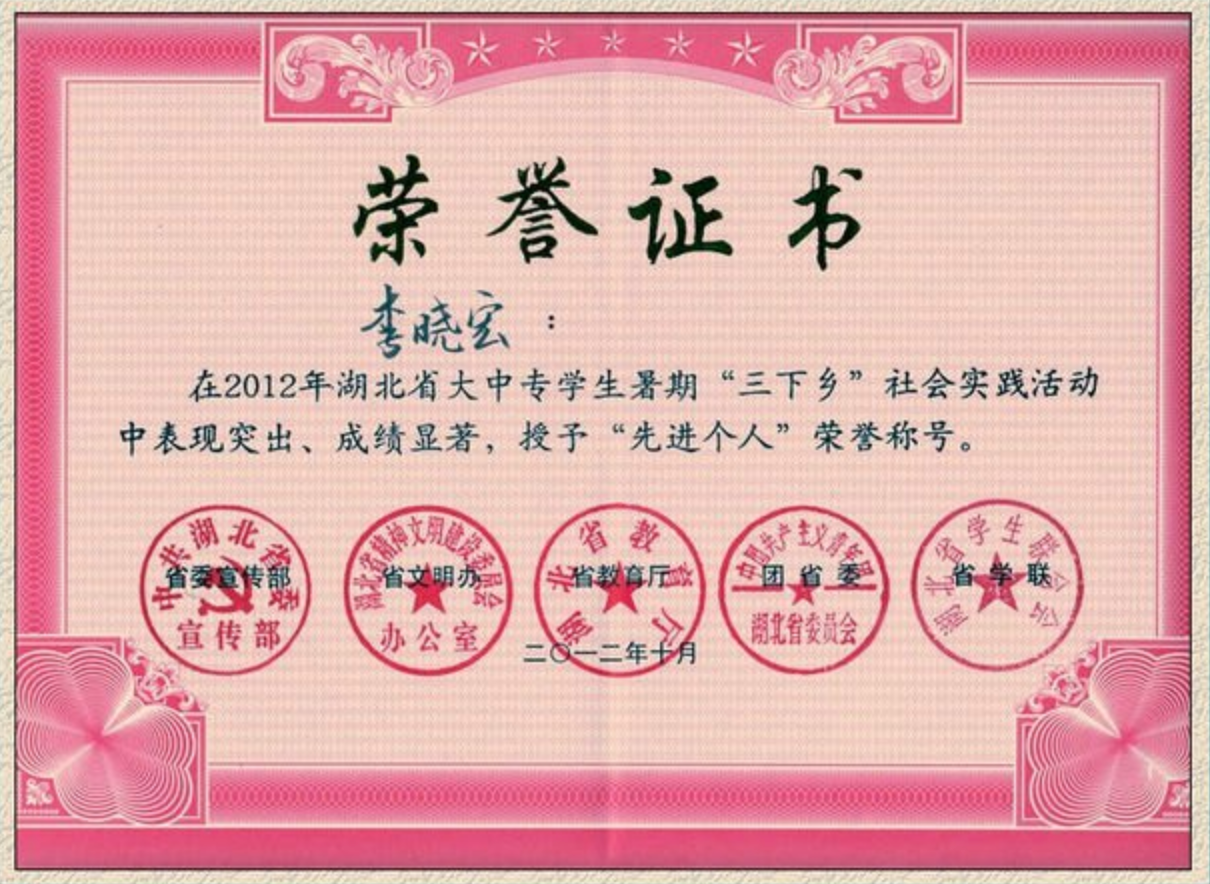 荣誉证书
李晓宏：
在2012年湖北省大中专学生暑期“三下乡”社会实践活动
中表现突出、成绩显著，授予“先进个人”荣誉称号。
中共湖北省委
省委宣传部
宣传部
湖北省精神文明建设委员会
省文明办
办公室
湖北省教育厅
省教育厅
中国共产主义青年团
团省委
湖北省委员会
湖北省学生联合会
省学联
二〇一二年十月